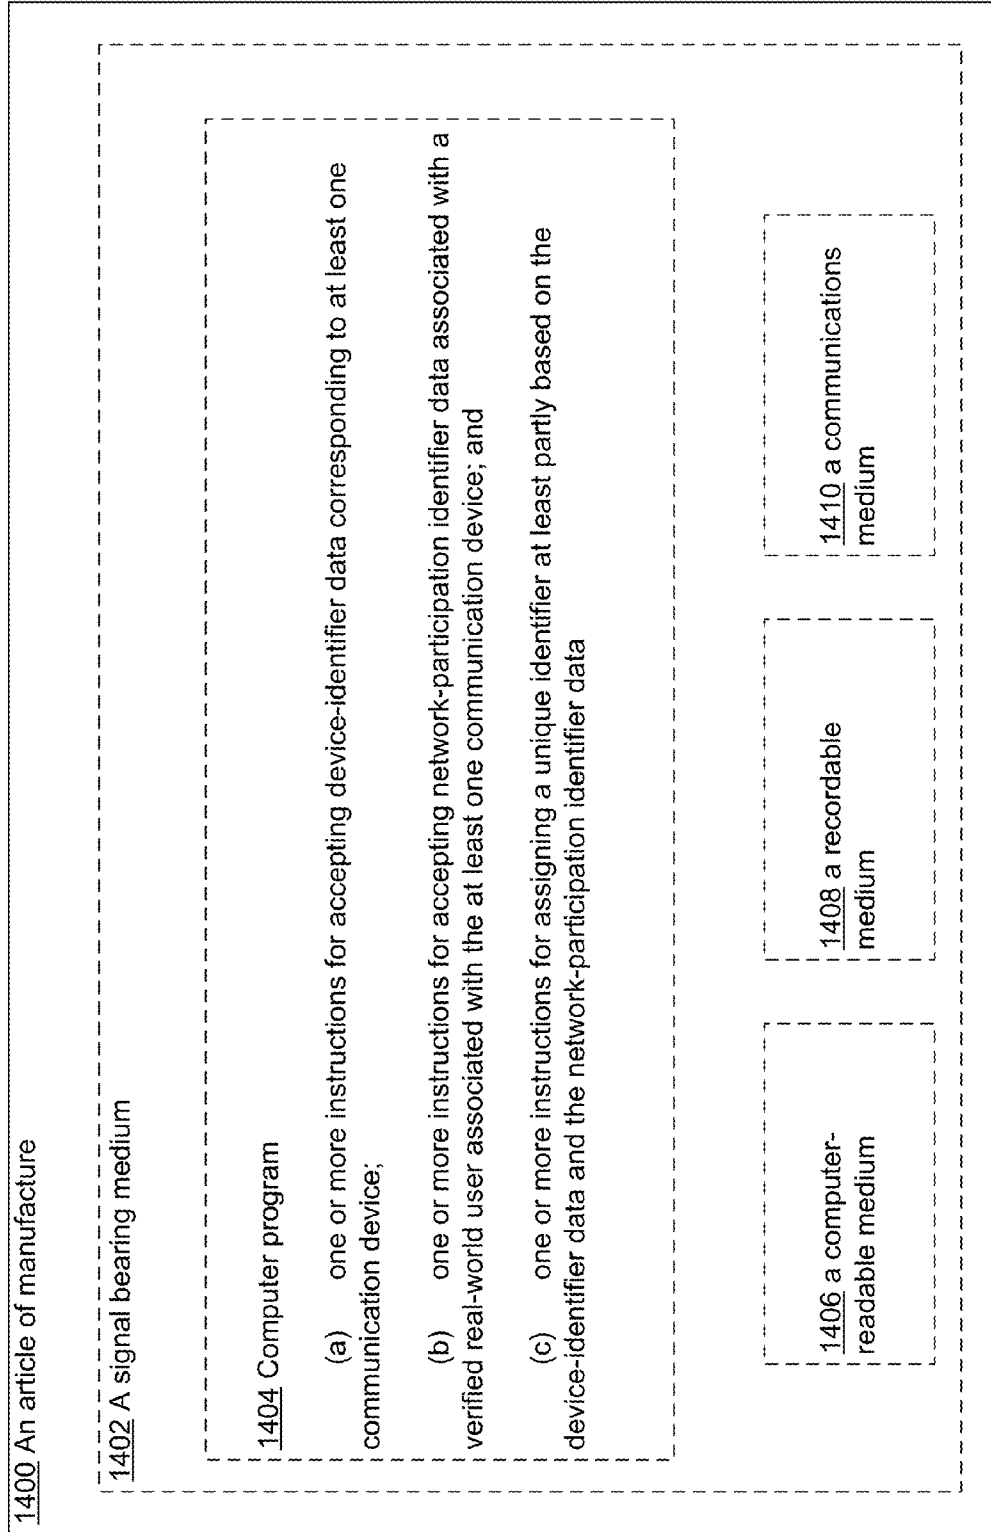 1400 An article of manufacture
1402 A signal bearing medium
1404 Computer program
(a) one or more instructions for accepting device-identifier data corresponding to at least one
communication device;
(b) one or more instructions for accepting network-participation identifier data associated with a
verified real-world user associated with the at least one communication device; and
(c) one or more instructions for assigning a unique identifier at least partly based on the
device-identifier data and the network-participation identifier data
1406 a computer-
readable medium
1408 a recordable
medium
1410 a communications
medium